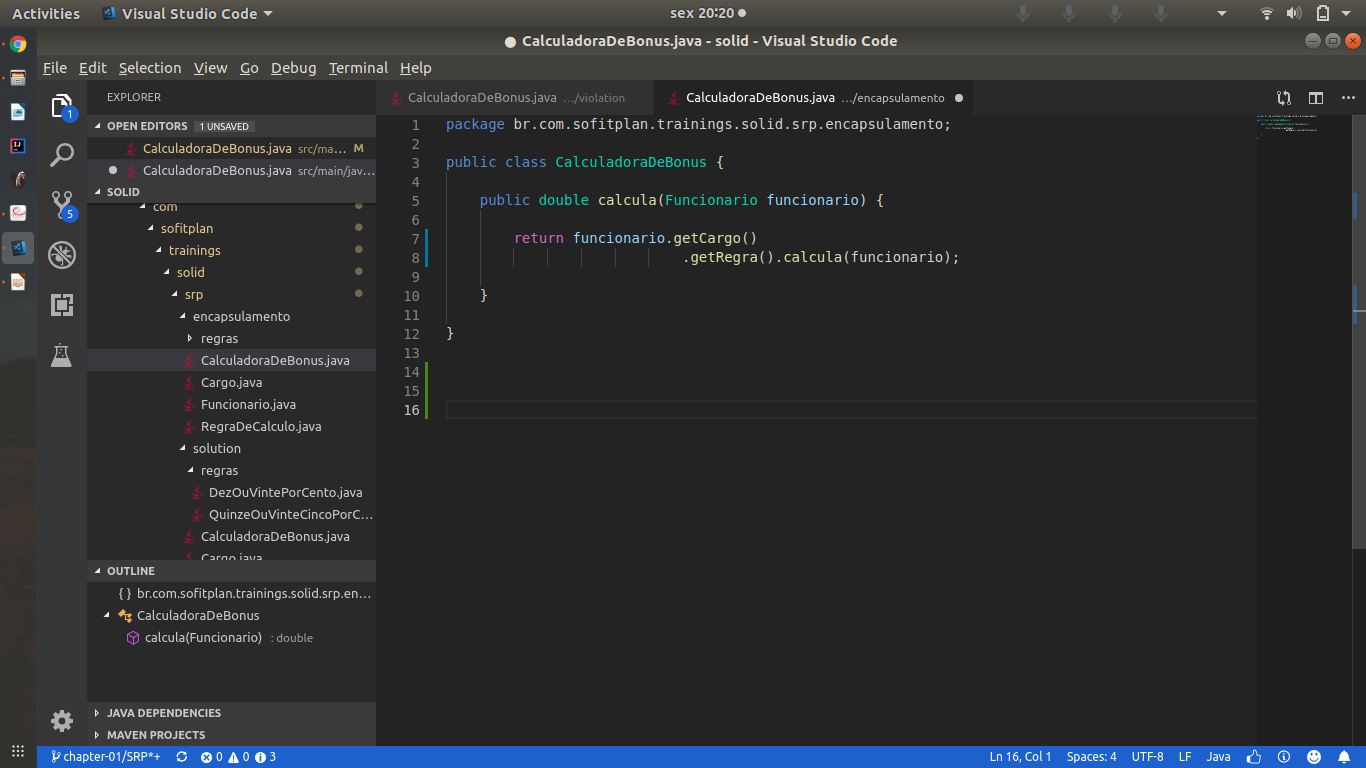 Activities Visual Studio Code sex 20:20
CalculadoraDeBonus.java - solid - Visual Studio Code
File Edit Selection View Go Debug Terminal Help
EXPLORER
OPEN EDITORS 1 UNSAVED
CalculadoraDeBonus.java src/ma... M
CalculadoraDeBonus.java src/main/jav...
SOLID
com
sofitplan
trainings
solid
srp
encapsulamento
regras
CalculadoraDeBonus.java
Cargo.java
Funcionario.java
RegraDeCalculo.java
solution
regras
DezOuVintePorCento.java
QuinzeOuVinteCincoPorC...
CalculadoraDeBonus.java
Cargo.java
OUTLINE
{ } br.com.sofitplan.trainings.solid.srp.en...
CalculadoraDeBonus
calcula(Funcionario) : double
JAVA DEPENDENCIES
MAVEN PROJECTS
1
5
CalculadoraDeBonus.java .../violation CalculadoraDeBonus.java .../encapsulamento
1 package br.com.sofitplan.trainings.solid.srp.encapsulamento;
2
3 public class CalculadoraDeBonus {
4
5 public double calcula(Funcionario funcionario) {
6
7 return funcionario.getCargo()
8 .getRegra().calcula(funcionario);
9
10 }
11
12 }
13
14
15
16
chapter-01/SRP*+ 0 0 3 Ln 16, Col 1 Spaces: 4 UTF-8 LF Java